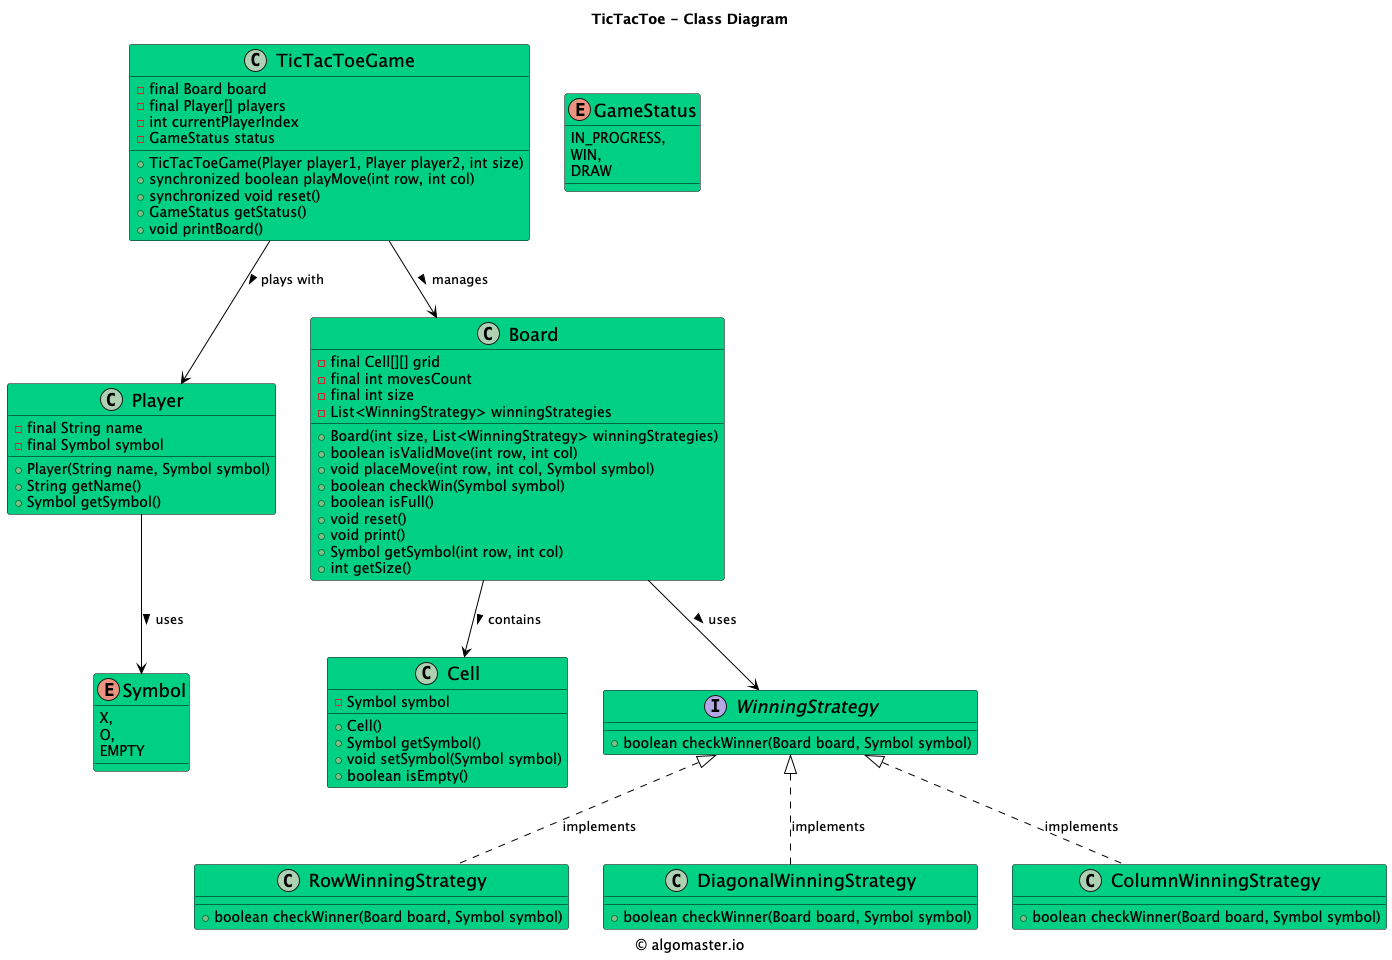 TicTacToe – Class Diagram
C TicTacToeGame
final Board board
final Player[] players
int currentPlayerIndex
GameStatus status
TicTacToeGame(Player player1, Player player2, int size)
synchronized boolean playMove(int row, int col)
synchronized void reset()
GameStatus getStatus()
void printBoard()
E GameStatus
IN_PROGRESS,
WIN,
DRAW
plays with
manages
C Player
final String name
final Symbol symbol
Player(String name, Symbol symbol)
String getName()
Symbol getSymbol()
C Board
final Cell[][] grid
final int movesCount
final int size
List<WinningStrategy> winningStrategies
Board(int size, List<WinningStrategy> winningStrategies)
boolean isValidMove(int row, int col)
void placeMove(int row, int col, Symbol symbol)
boolean checkWin(Symbol symbol)
boolean isFull()
void reset()
void print()
Symbol getSymbol(int row, int col)
int getSize()
uses
contains
uses
E Symbol
X,
O,
EMPTY
C Cell
Symbol symbol
Cell()
Symbol getSymbol()
void setSymbol(Symbol symbol)
boolean isEmpty()
I WinningStrategy
boolean checkWinner(Board board, Symbol symbol)
implements
implements
implements
C RowWinningStrategy
boolean checkWinner(Board board, Symbol symbol)
C DiagonalWinningStrategy
boolean checkWinner(Board board, Symbol symbol)
C ColumnWinningStrategy
boolean checkWinner(Board board, Symbol symbol)
© algomaster.io